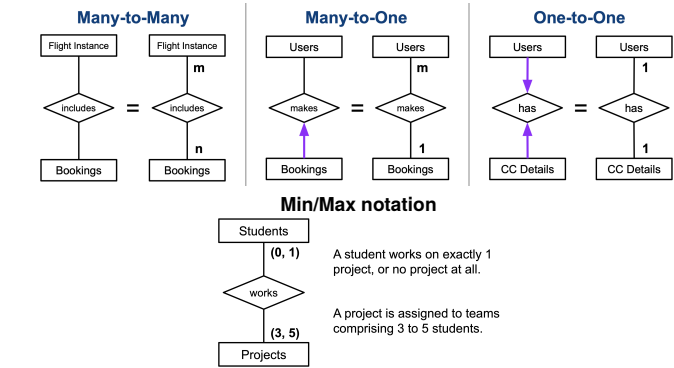 Many-to-Many
Flight Instance
includes
Bookings
=
Flight Instance
m
includes
n
Bookings
Many-to-One
Users
makes
Bookings
=
Users
m
makes
1
Bookings
One-to-One
Users
has
CC Details
=
Users
1
has
1
CC Details
Min/Max notation
Students
(0, 1)
works
(3, 5)
Projects
A student works on exactly 1
project, or no project at all.
A project is assigned to teams
comprising 3 to 5 students.